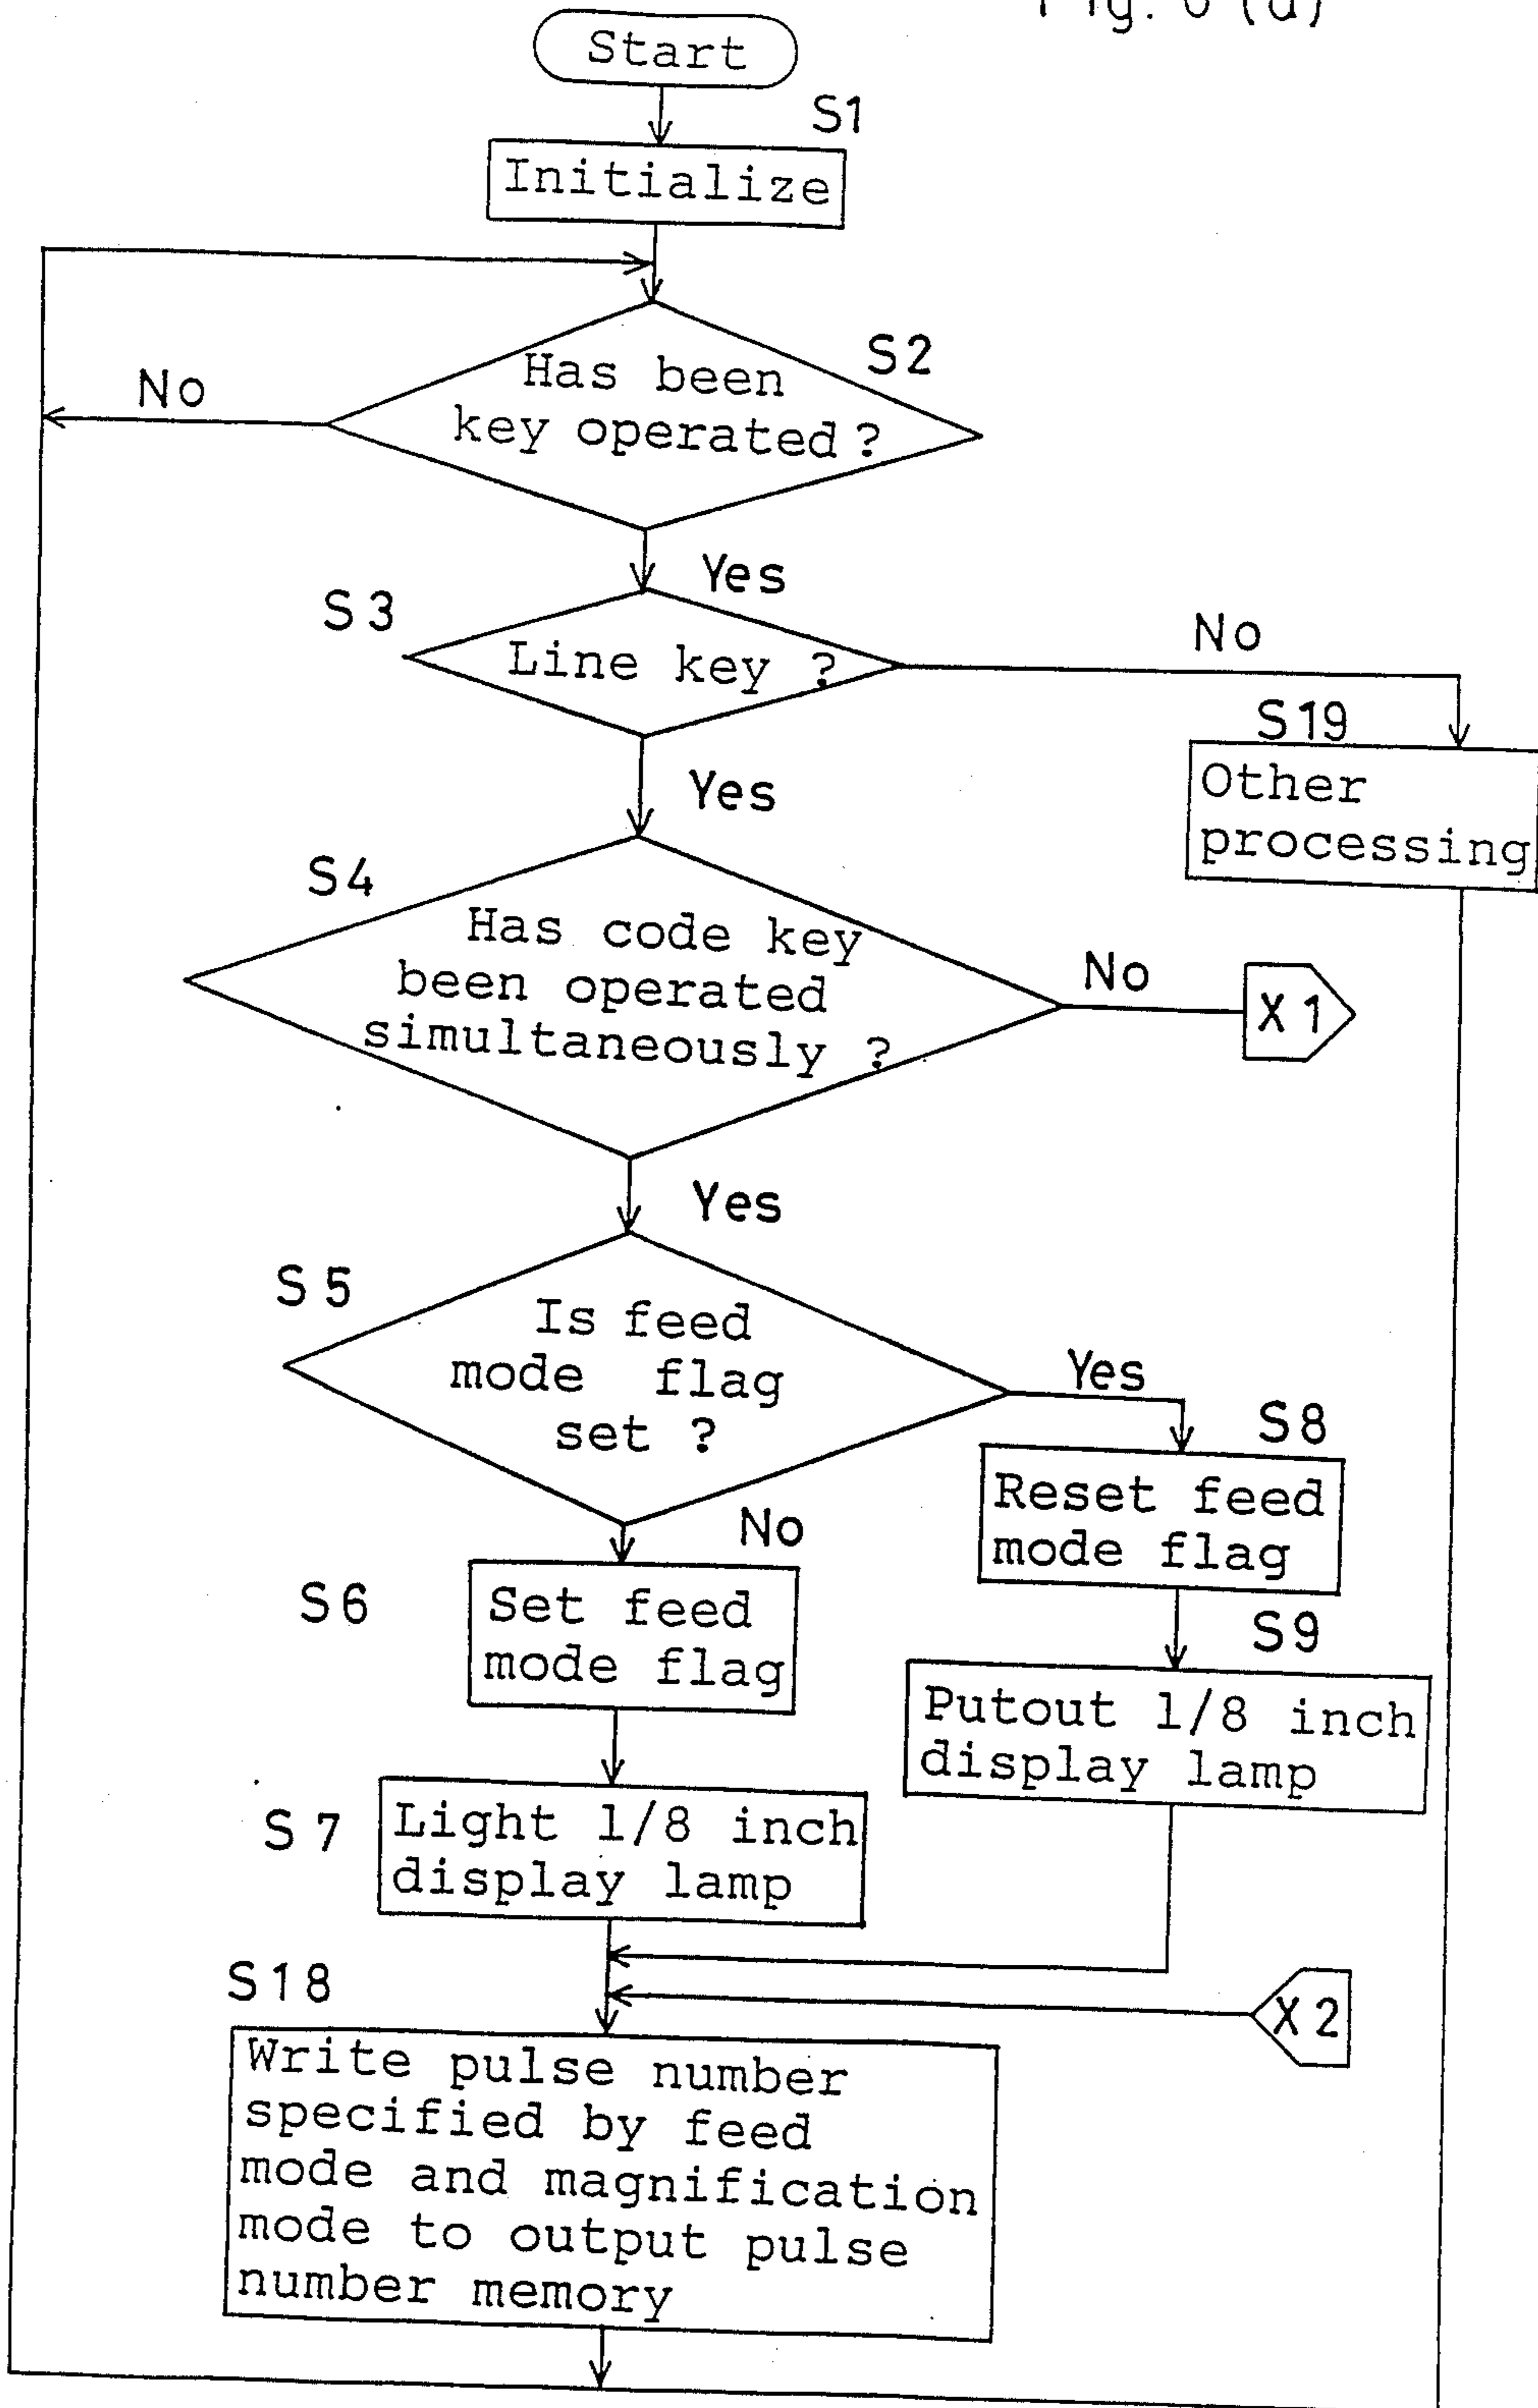 Start
S1
Initialize
S2
Has been
key operated ?
No
Yes
S3
Line key ?
No
S19
Other
processing
Yes
S4
Has code key
been operated
simultaneously ?
No
X1
Yes
S5
Is feed
mode flag
set ?
Yes
S8
Reset feed
mode flag
No
S6
Set feed
mode flag
S9
Putout 1/8 inch
display lamp
S7
Light 1/8 inch
display lamp
S18
X2
Write pulse number
specified by feed
mode and magnification
mode to output pulse
number memory